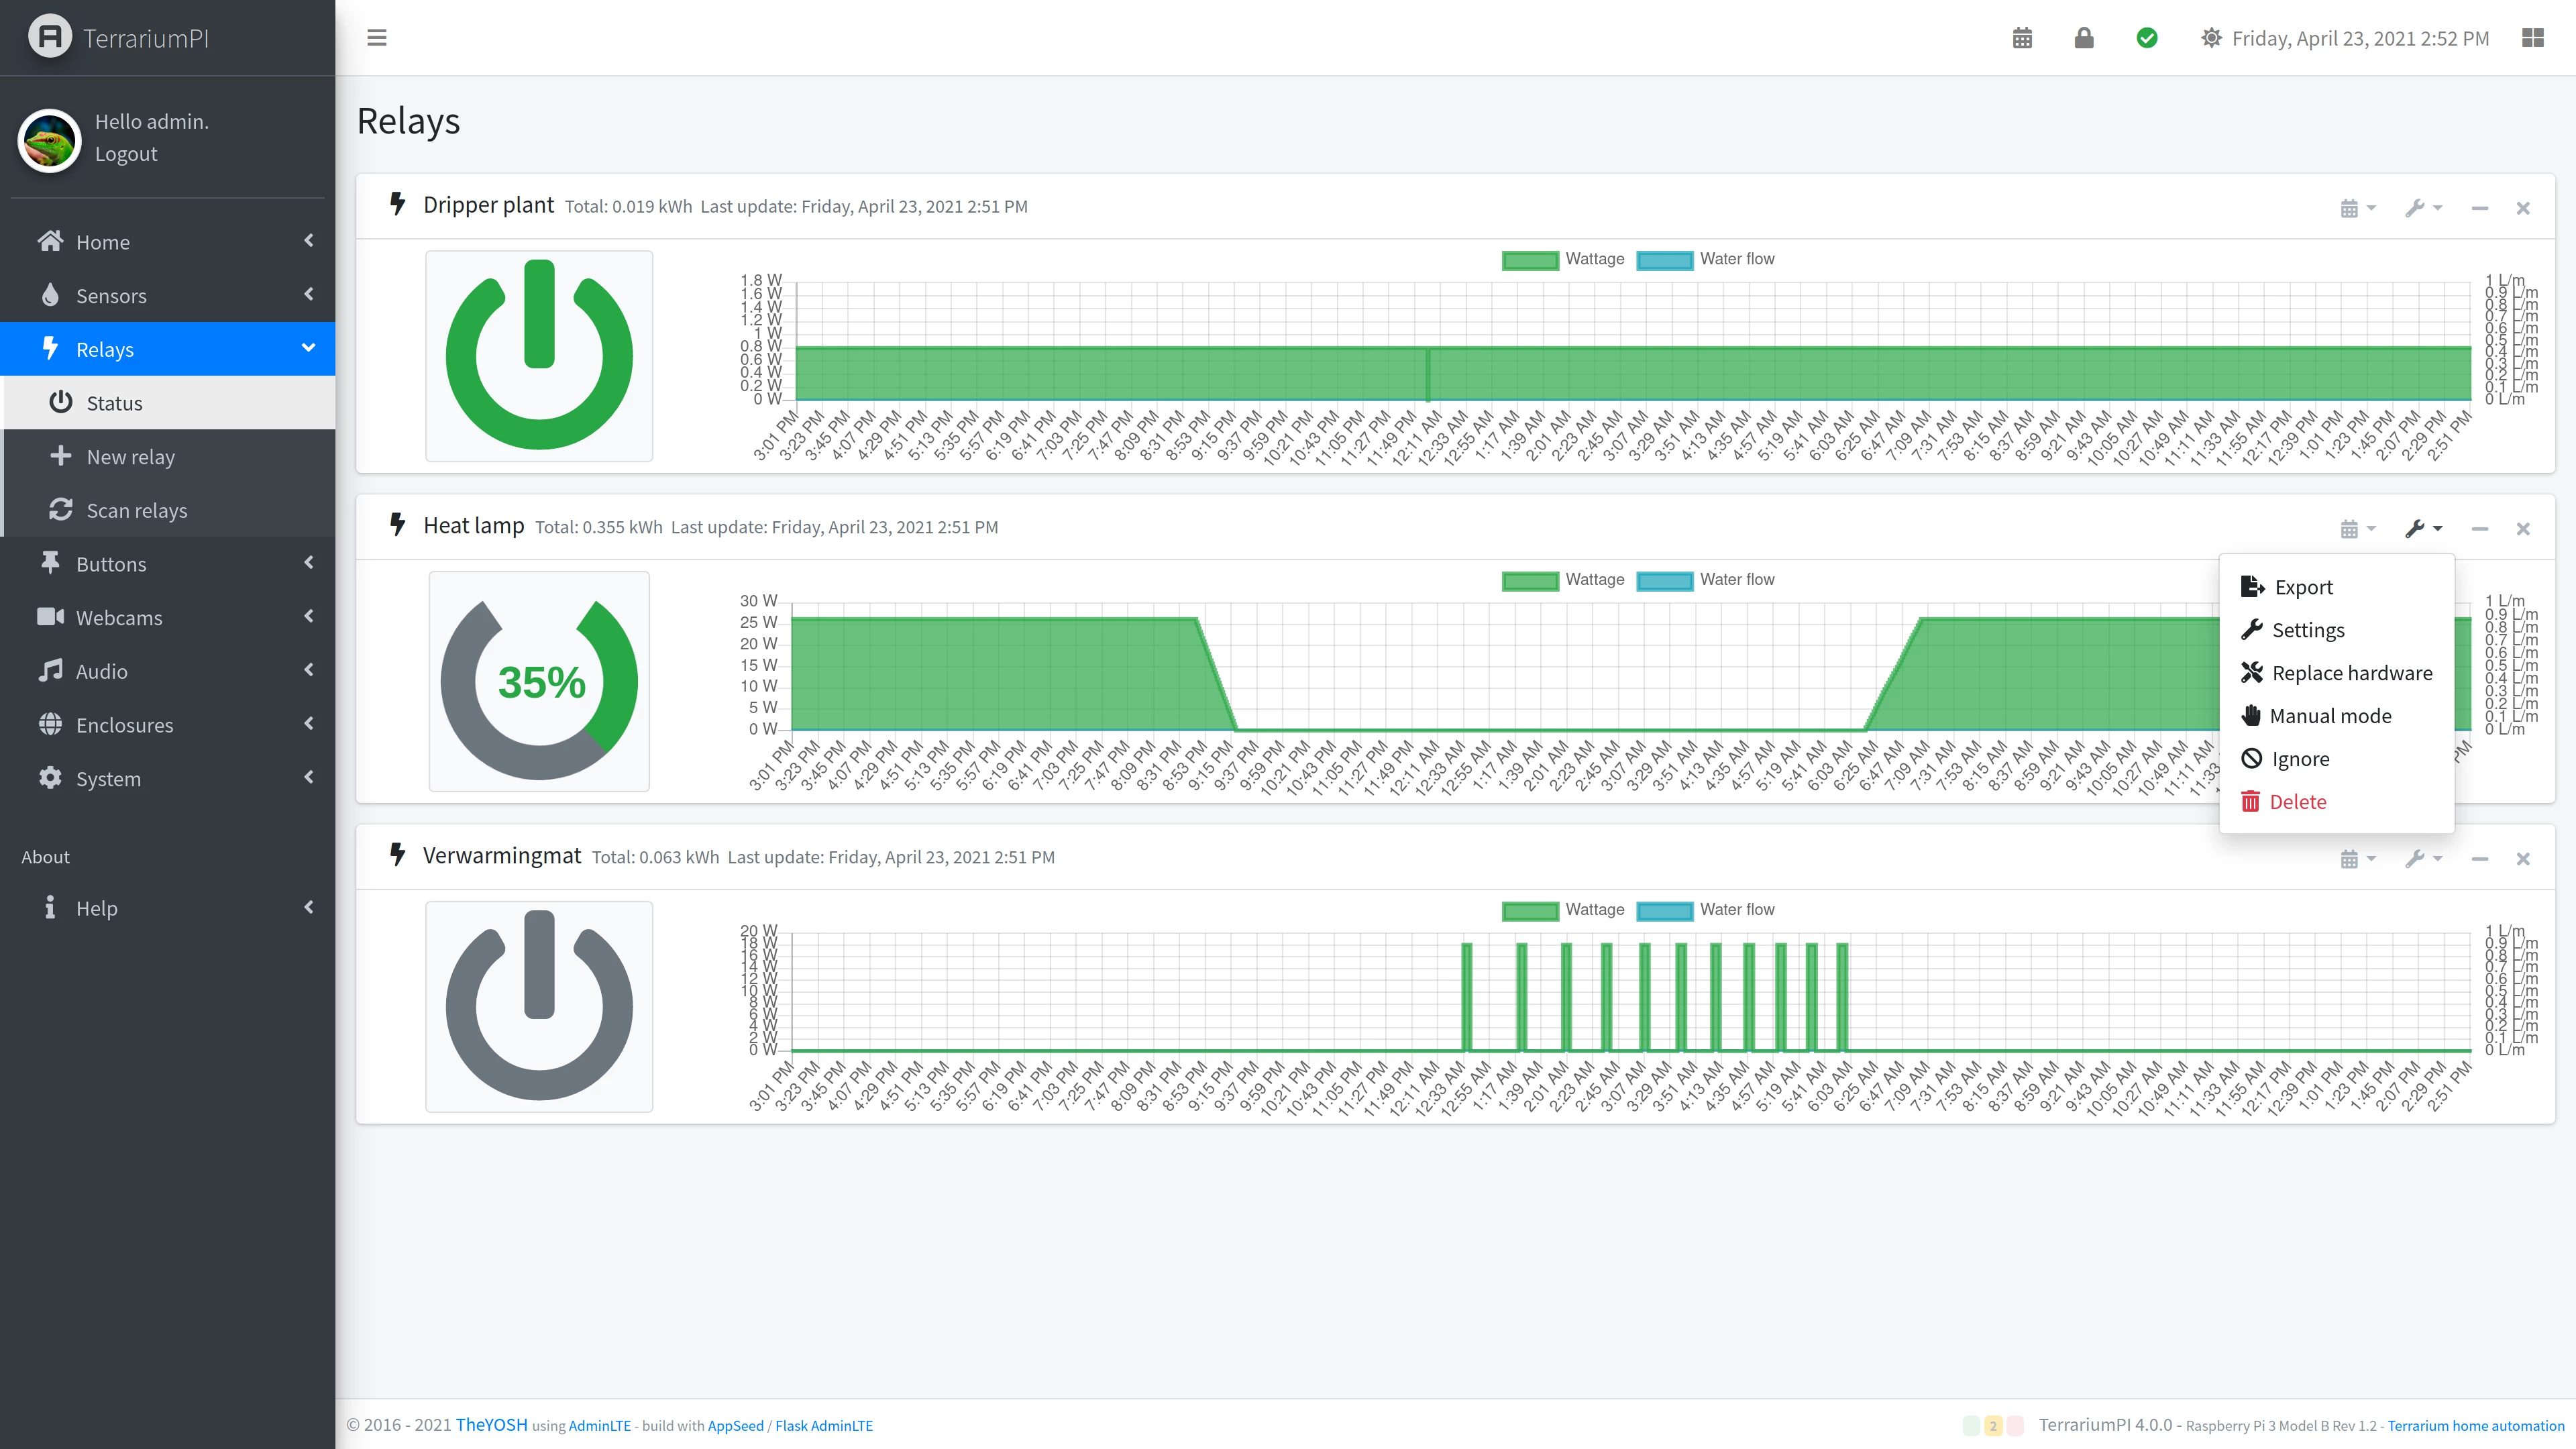 TerrariumPI
Friday, April 23, 2021 2:52 PM
Hello admin.
Logout
Home
Sensors
Relays
Status
New relay
Scan relays
Buttons
Webcams
Audio
Enclosures
System
About
Help
Relays
Dripper plant Total: 0.019 kWh Last update: Friday, April 23, 2021 2:51 PM
Wattage Water flow
1.8 W
1.6 W
1.4 W
1.2 W
1 W
0.8 W
0.6 W
0.4 W
0.2 W
0 W
1 L/m
0.9 L/m
0.8 L/m
0.7 L/m
0.6 L/m
0.5 L/m
0.4 L/m
0.3 L/m
0.2 L/m
0.1 L/m
0 L/m
3:01 PM 3:23 PM 3:45 PM 4:07 PM 4:29 PM 4:51 PM 5:13 PM 5:35 PM 5:57 PM 6:19 PM 6:41 PM 7:03 PM 7:25 PM 7:47 PM 8:09 PM 8:31 PM 8:53 PM 9:15 PM 9:37 PM 9:59 PM 10:21 PM 10:43 PM 11:05 PM 11:27 PM 11:49 PM 12:11 AM 12:33 AM 12:55 AM 1:17 AM 1:39 AM 2:01 AM 2:23 AM 2:45 AM 3:07 AM 3:29 AM 3:51 AM 4:13 AM 4:35 AM 4:57 AM 5:19 AM 5:41 AM 6:03 AM 6:25 AM 6:47 AM 7:09 AM 7:31 AM 7:53 AM 8:15 AM 8:37 AM 8:59 AM 9:21 AM 9:43 AM 10:05 AM 10:27 AM 10:49 AM 11:11 AM 11:33 AM 11:55 AM 12:17 PM 12:39 PM 1:01 PM 1:23 PM 1:45 PM 2:07 PM 2:29 PM 2:51 PM
Heat lamp Total: 0.355 kWh Last update: Friday, April 23, 2021 2:51 PM
35%
Wattage Water flow
30 W
25 W
20 W
15 W
10 W
5 W
0 W
1 L/m
0.9 L/m
0.8 L/m
0.7 L/m
0.6 L/m
0.5 L/m
0.4 L/m
0.3 L/m
0.2 L/m
0.1 L/m
0 L/m
3:01 PM 3:23 PM 3:45 PM 4:07 PM 4:29 PM 4:51 PM 5:13 PM 5:35 PM 5:57 PM 6:19 PM 6:41 PM 7:03 PM 7:25 PM 7:47 PM 8:09 PM 8:31 PM 8:53 PM 9:15 PM 9:37 PM 9:59 PM 10:21 PM 10:43 PM 11:05 PM 11:27 PM 11:49 PM 12:11 AM 12:33 AM 12:55 AM 1:17 AM 1:39 AM 2:01 AM 2:23 AM 2:45 AM 3:07 AM 3:29 AM 3:51 AM 4:13 AM 4:35 AM 4:57 AM 5:19 AM 5:41 AM 6:03 AM 6:25 AM 6:47 AM 7:09 AM 7:31 AM 7:53 AM 8:15 AM 8:37 AM 8:59 AM 9:21 AM 9:43 AM 10:05 AM 10:27 AM 10:49 AM 11:11 AM 11:33 PM
Export
Settings
Replace hardware
Manual mode
Ignore
Delete
Verwarmingmat Total: 0.063 kWh Last update: Friday, April 23, 2021 2:51 PM
Wattage Water flow
20 W
18 W
16 W
14 W
12 W
10 W
8 W
6 W
4 W
2 W
0 W
1 L/m
0.9 L/m
0.8 L/m
0.7 L/m
0.6 L/m
0.5 L/m
0.4 L/m
0.3 L/m
0.2 L/m
0.1 L/m
0 L/m
3:01 PM 3:23 PM 3:45 PM 4:07 PM 4:29 PM 4:51 PM 5:13 PM 5:35 PM 5:57 PM 6:19 PM 6:41 PM 7:03 PM 7:25 PM 7:47 PM 8:09 PM 8:31 PM 8:53 PM 9:15 PM 9:37 PM 9:59 PM 10:21 PM 10:43 PM 11:05 PM 11:27 PM 11:49 PM 12:11 AM 12:33 AM 12:55 AM 1:17 AM 1:39 AM 2:01 AM 2:23 AM 2:45 AM 3:07 AM 3:29 AM 3:51 AM 4:13 AM 4:35 AM 4:57 AM 5:19 AM 5:41 AM 6:03 AM 6:25 AM 6:47 AM 7:09 AM 7:31 AM 7:53 AM 8:15 AM 8:37 AM 8:59 AM 9:21 AM 9:43 AM 10:05 AM 10:27 AM 10:49 AM 11:11 AM 11:33 AM 11:55 AM 12:17 PM 12:39 PM 1:01 PM 1:23 PM 1:45 PM 2:07 PM 2:29 PM 2:51 PM
© 2016 - 2021 TheYOSH using AdminLTE - build with AppSeed / Flask AdminLTE
2 TerrariumPI 4.0.0 - Raspberry Pi 3 Model B Rev 1.2 - Terrarium home automation